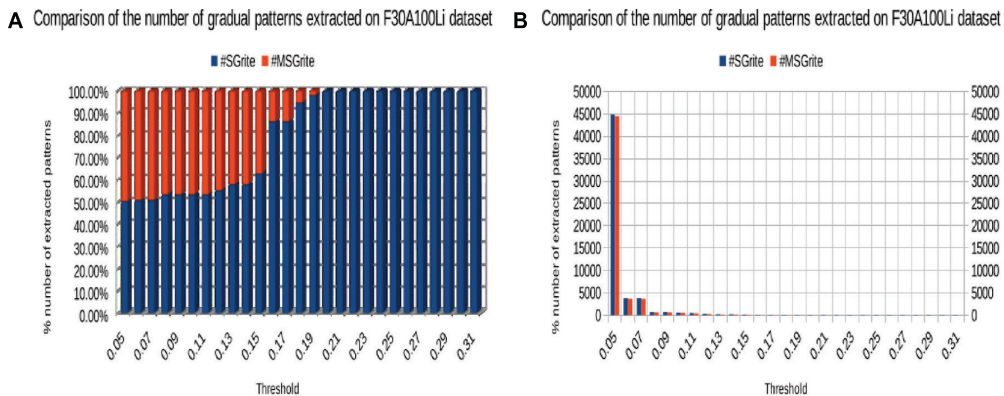 A Comparison of the number of gradual patterns extracted on F30A100Li dataset
#SGrite #MSGrite
% number of extracted patterns
100.00%
90.00%
80.00%
70.00%
60.00%
50.00%
40.00%
30.00%
20.00%
10.00%
0.00%
0.05 0.07 0.09 0.11 0.13 0.15 0.17 0.19 0.21 0.23 0.25 0.27 0.29 0.31
Threshold
B Comparison of the number of gradual patterns extracted on F30A100Li dataset
#SGrite #MSGrite
% number of extracted patterns
50000 50000
45000 45000
40000 40000
35000 35000
30000 30000
25000 25000
20000 20000
15000 15000
10000 10000
5000 5000
0 0
0.05 0.07 0.09 0.11 0.13 0.15 0.17 0.19 0.21 0.23 0.25 0.27 0.29 0.31
Threshold